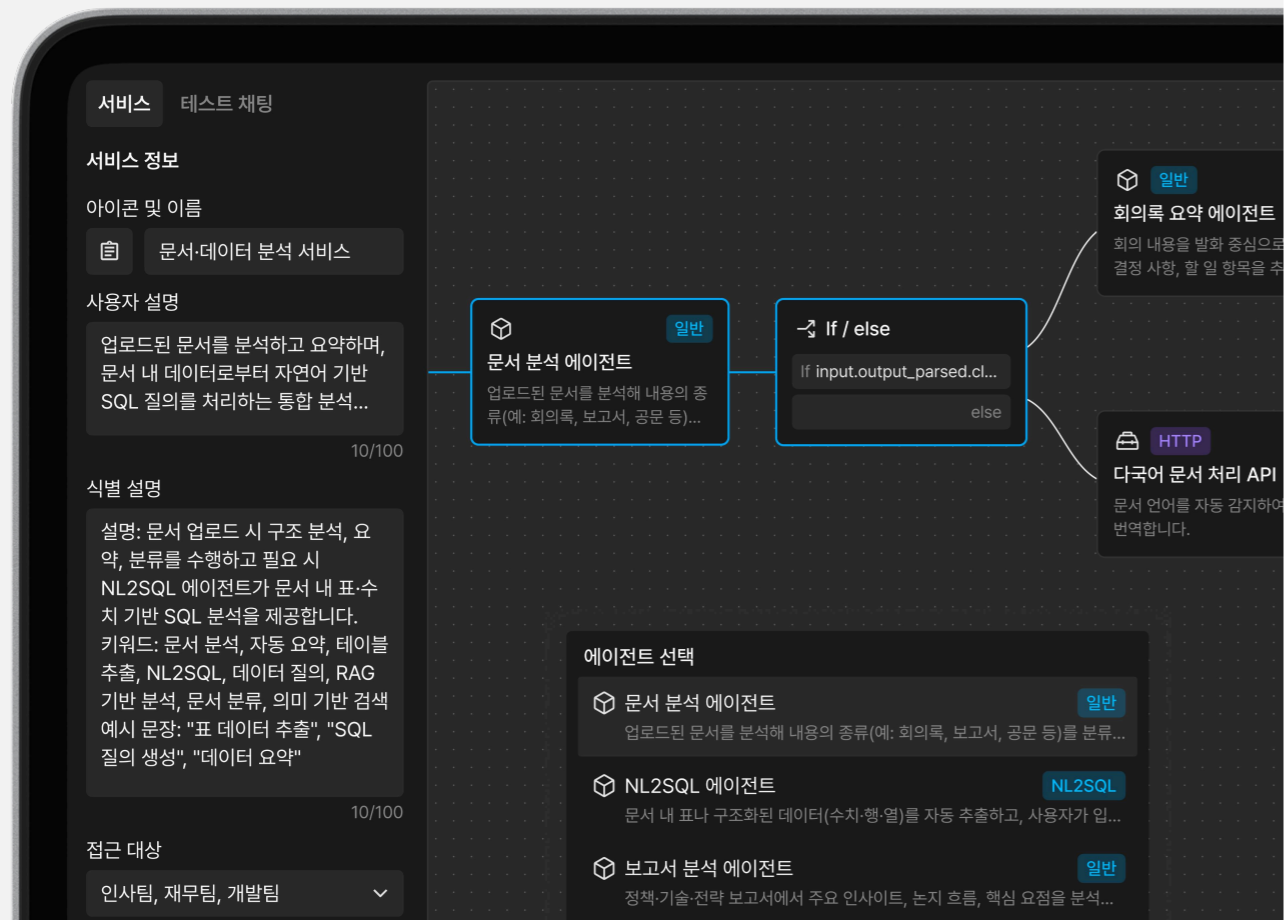 서비스
테스트 채팅
서비스 정보
아이콘 및 이름
문서·데이터 분석 서비스
사용자 설명
업로드된 문서를 분석하고 요약하며,
문서 내 데이터로부터 자연어 기반
SQL 질의를 처리하는 통합 분석...
10/100
식별 설명
설명: 문서 업로드 시 구조 분석, 요
약, 분류를 수행하고 필요 시
NL2SQL 에이전트가 문서 내 표·수
치 기반 SQL 분석을 제공합니다.
키워드: 문서 분석, 자동 요약, 테이블
추출, NL2SQL, 데이터 질의, RAG
기반 분석, 문서 분류, 의미 기반 검색
예시 문장: "표 데이터 추출", "SQL
질의 생성", "데이터 요약"
10/100
접근 대상
인사팀, 재무팀, 개발팀
일반
문서 분석 에이전트
업로드된 문서를 분석해 내용의 종
류(예: 회의록, 보고서, 공문 등)...
If / else
If input.output_parsed.cl...
else
일반
회의록 요약 에이전트
회의 내용을 발화 중심으로
결정 사항, 할 일 항목을 추
HTTP
다국어 문서 처리 API
문서 언어를 자동 감지하여
번역합니다.
에이전트 선택
문서 분석 에이전트
일반
업로드된 문서를 분석해 내용의 종류(예: 회의록, 보고서, 공문 등)를 분류...
NL2SQL 에이전트
NL2SQL
문서 내 표나 구조화된 데이터(수치·행·열)를 자동 추출하고, 사용자가 입...
보고서 분석 에이전트
일반
정책·기술·전략 보고서에서 주요 인사이트, 논지 흐름, 핵심 요점을 분석...